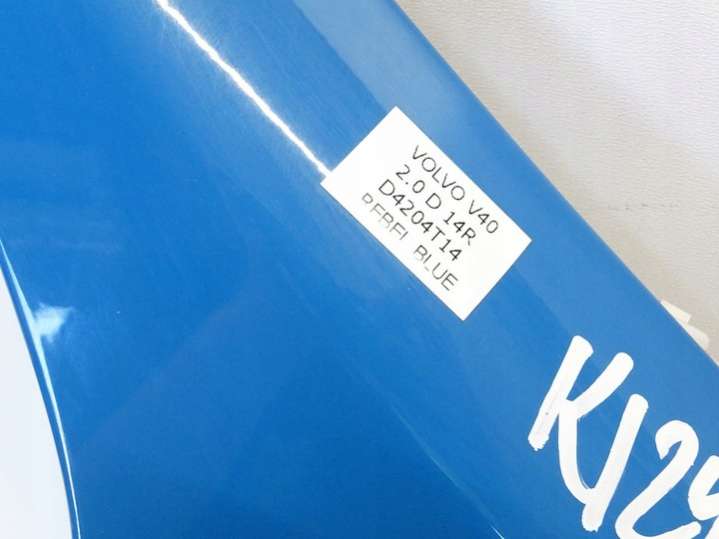 VOLVO V40
2.0 D 14R
D4204T14
REBEL BLUE